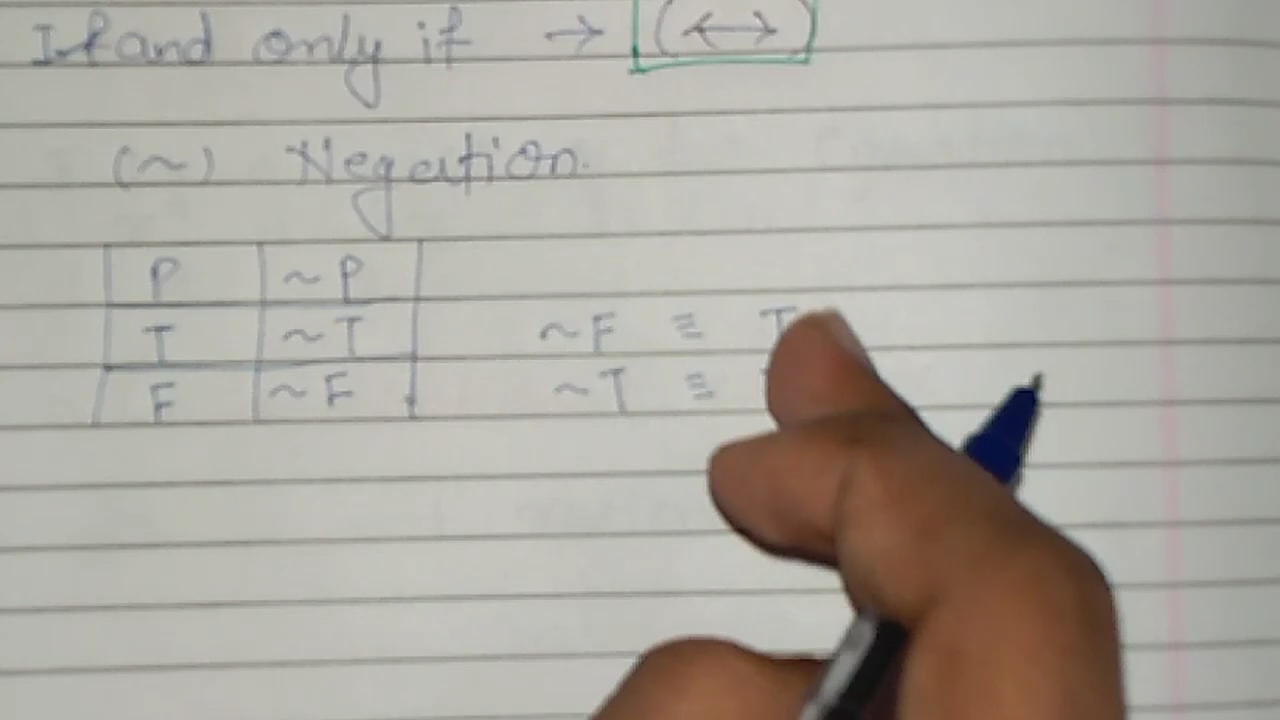 If and only if → (↔)
(~) Negation.
P ~P
T ~T ~F ≡ T
F ~F ~T ≡